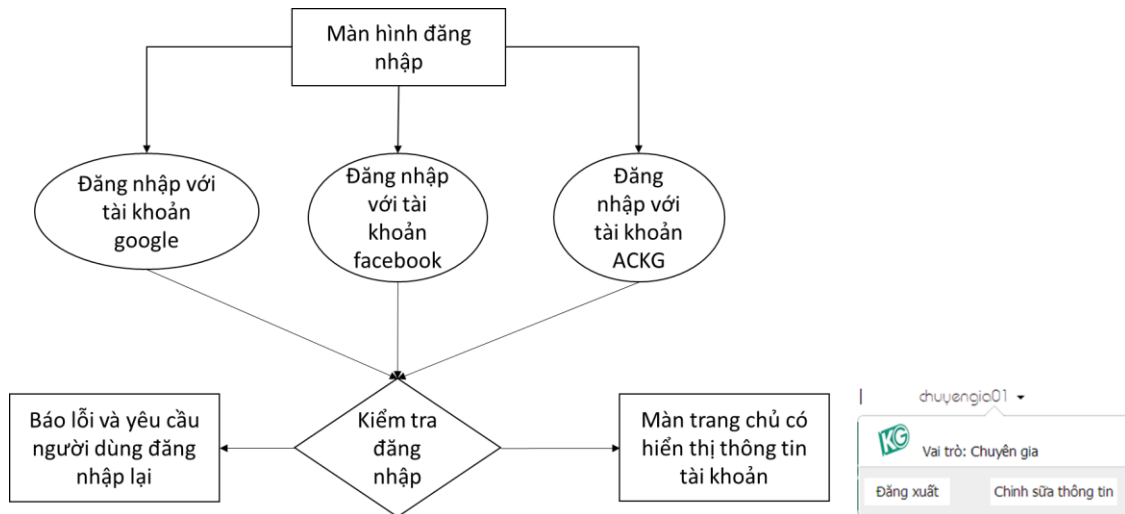 Màn hình đăng
nhập
Đăng nhập với
tài khoản
google
Đăng nhập
với tài
khoản
facebook
Đăng
nhập với
tài khoản
ACKG
Báo lỗi và yêu cầu
người dùng đăng
nhập lại
Kiểm tra
đăng
nhập
Màn trang chủ có
hiển thị thông tin
tài khoản
chuyengia01
KG
Vai trò: Chuyên gia
Đăng xuất
Chỉnh sửa thông tin